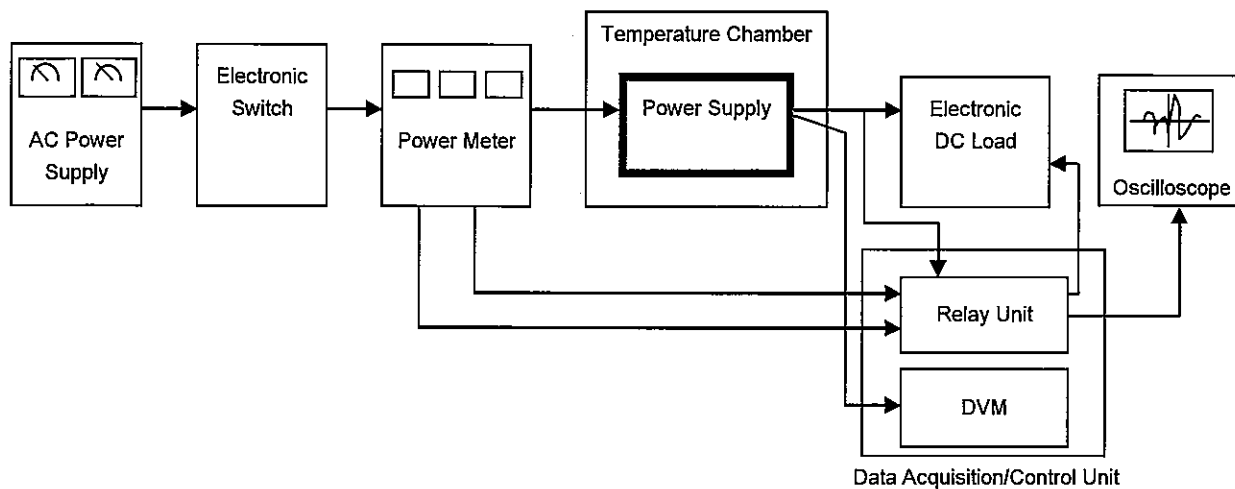 AC Power
Supply
Electronic
Switch
Power Meter
Temperature Chamber
Power Supply
Electronic
DC Load
Oscilloscope
Relay Unit
DVM
Data Acquisition/Control Unit